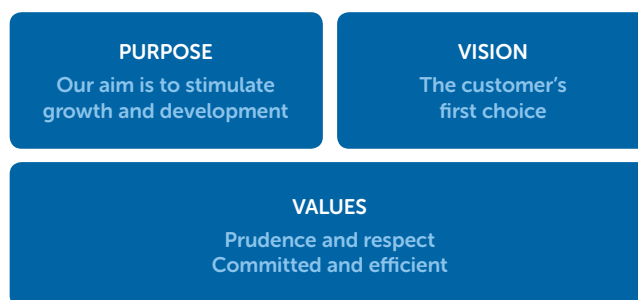 PURPOSE
Our aim is to stimulate
growth and development
VISION
The customer’s
first choice
VALUES
Prudence and respect
Committed and efficient